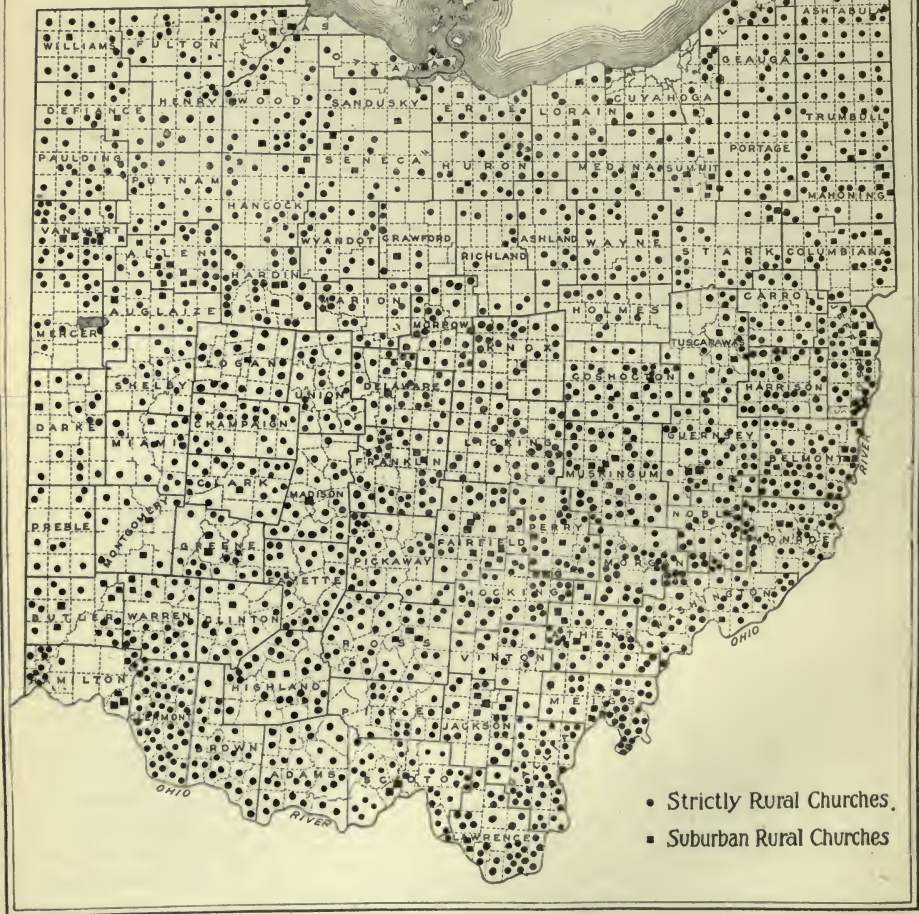 LUCAS
ASHTABULA
WILLIAMS
FULTON
GEAUGA
DEFIANCE
HENRY
WOOD
SANDUSKY
ERIE
LORAIN
CUYAHOGA
TRUMBULL
PAULDING
PUTNAM
SENECA
HURON
MEDINA
SUMMIT
PORTAGE
MAHONING
HANCOCK
VAN WERT
ALLEN
WYANDOT
CRAWFORD
RICHLAND
ASHLAND
WAYNE
STARK
COLUMBIANA
HARDIN
MARION
MORROW
HOLMES
CARROLL
AUGLAIZE
MERCER
KNOX
TUSCARAWAS
LOGAN
SHELBY
UNION
DELAWARE
COSHOCTON
HARRISON
DARKE
MIAMI
CHAMPAIGN
LICKING
GUERNSEY
BELMONT
CLARK
FRANKLIN
MUSKINGUM
RIVER
MADISON
PREBLE
MONTGOMERY
GREENE
FAIRFIELD
PERRY
NOBLE
MONROE
PICKAWAY
MORGAN
FAYETTE
HOCKING
WASHINGTON
BUTLER
WARREN
CLINTON
ROSS
ATHENS
OHIO
VINTON
HAMILTON
HIGHLAND
PIKE
MEIGS
JACKSON
CLERMONT
BROWN
ADAMS
SCIOTO
OHIO
RIVER
LAWRENCE
• Strictly Rural Churches.
▪ Suburban Rural Churches